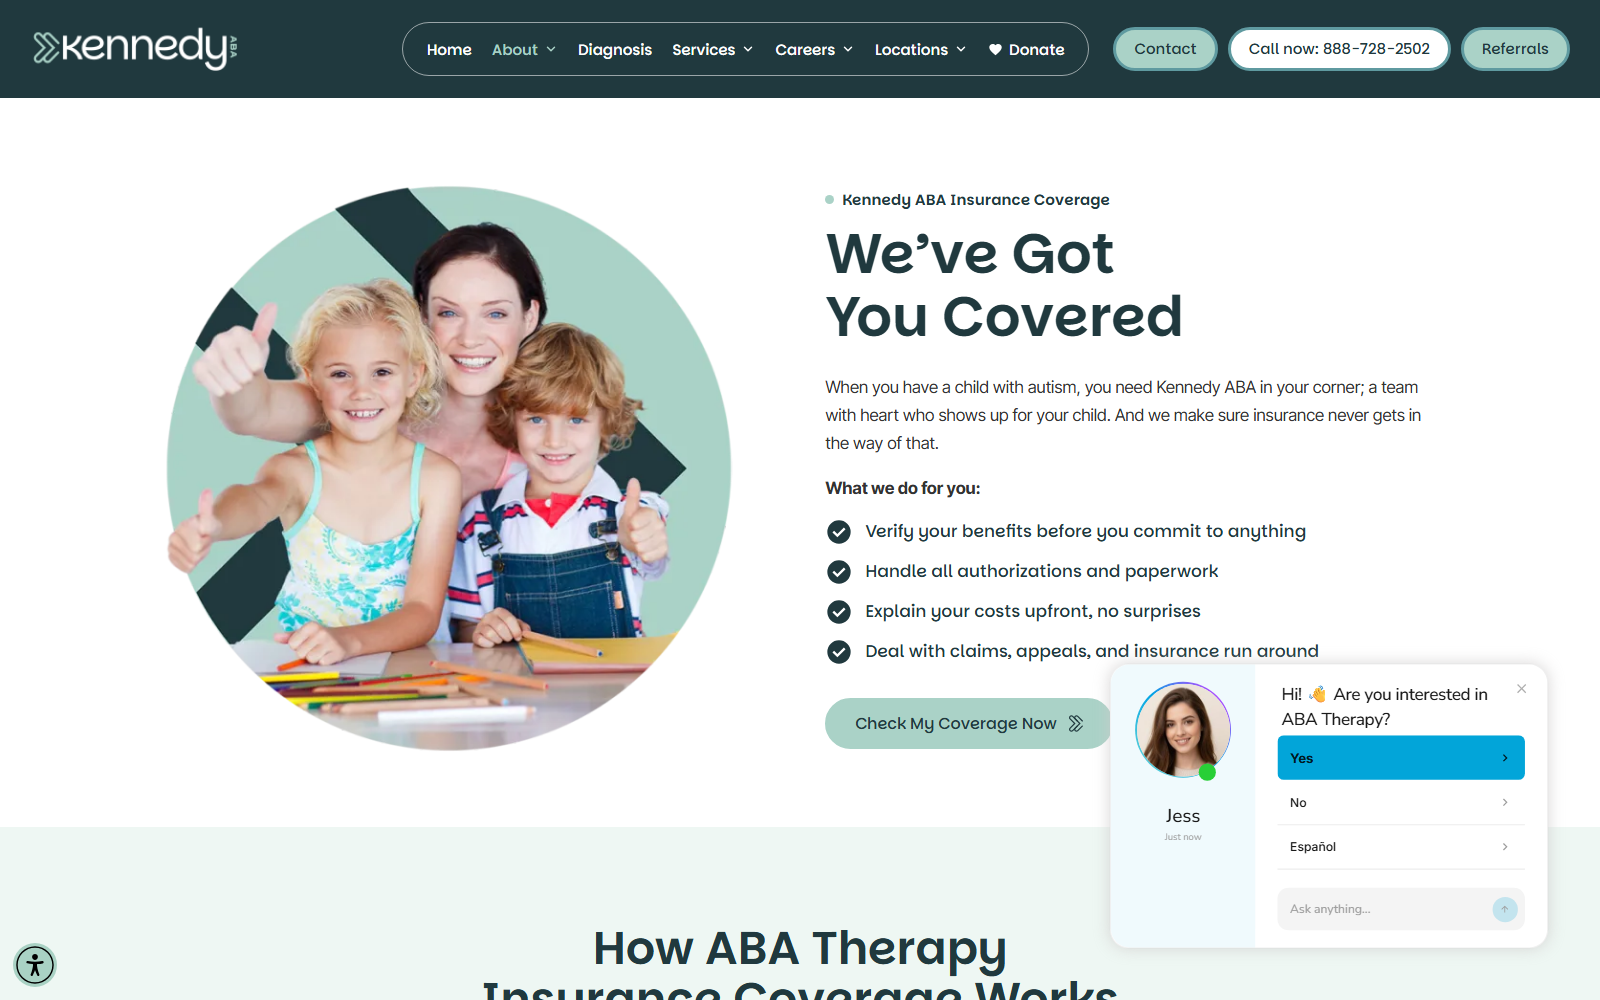 kennedy ABA
Home About Diagnosis Services Careers Locations Donate
Contact
Call now: 888-728-2502
Referrals
Kennedy ABA Insurance Coverage
We’ve Got
You Covered
When you have a child with autism, you need Kennedy ABA in your corner; a team
with heart who shows up for your child. And we make sure insurance never gets in
the way of that.
What we do for you:
Verify your benefits before you commit to anything
Handle all authorizations and paperwork
Explain your costs upfront, no surprises
Deal with claims, appeals, and insurance run around
Check My Coverage Now
Jess
Just now
Hi! 👋 Are you interested in
ABA Therapy?
Yes
No
Español
Ask anything...
How ABA Therapy
Insurance Coverage Works